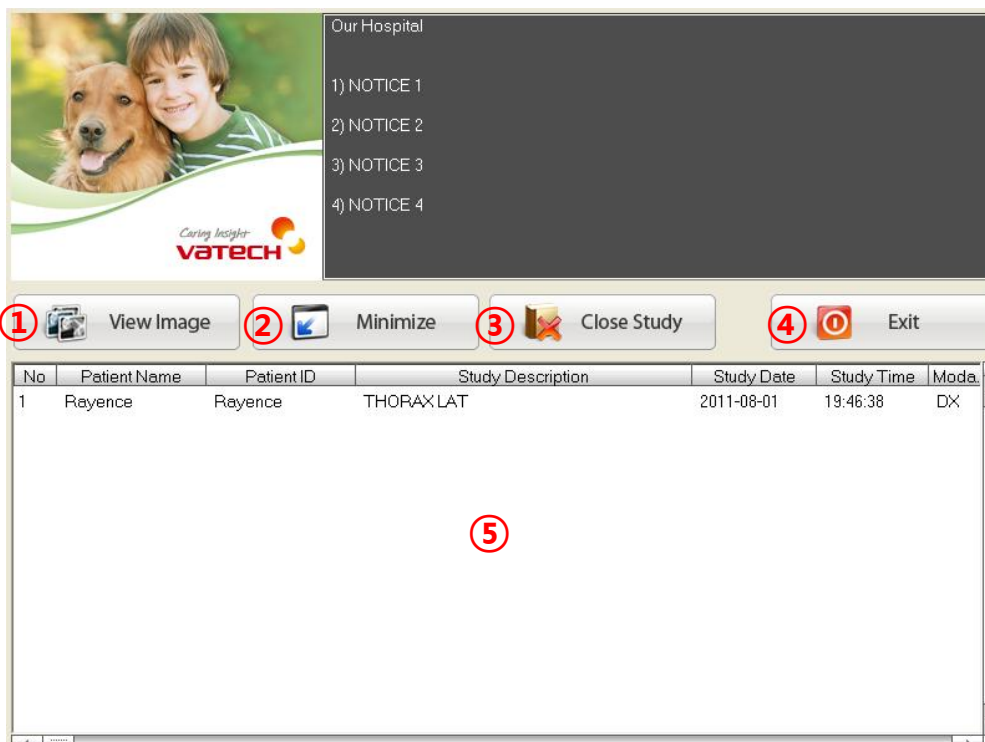 Our Hospital
1) NOTICE 1
2) NOTICE 2
3) NOTICE 3
4) NOTICE 4
Caring Insight
vatech
① View Image ② Minimize ③ Close Study ④ Exit
No Patient Name Patient ID Study Description Study Date Study Time Moda.
1 Rayence Rayence THORAX LAT 2011-08-01 19:46:38 DX
⑤